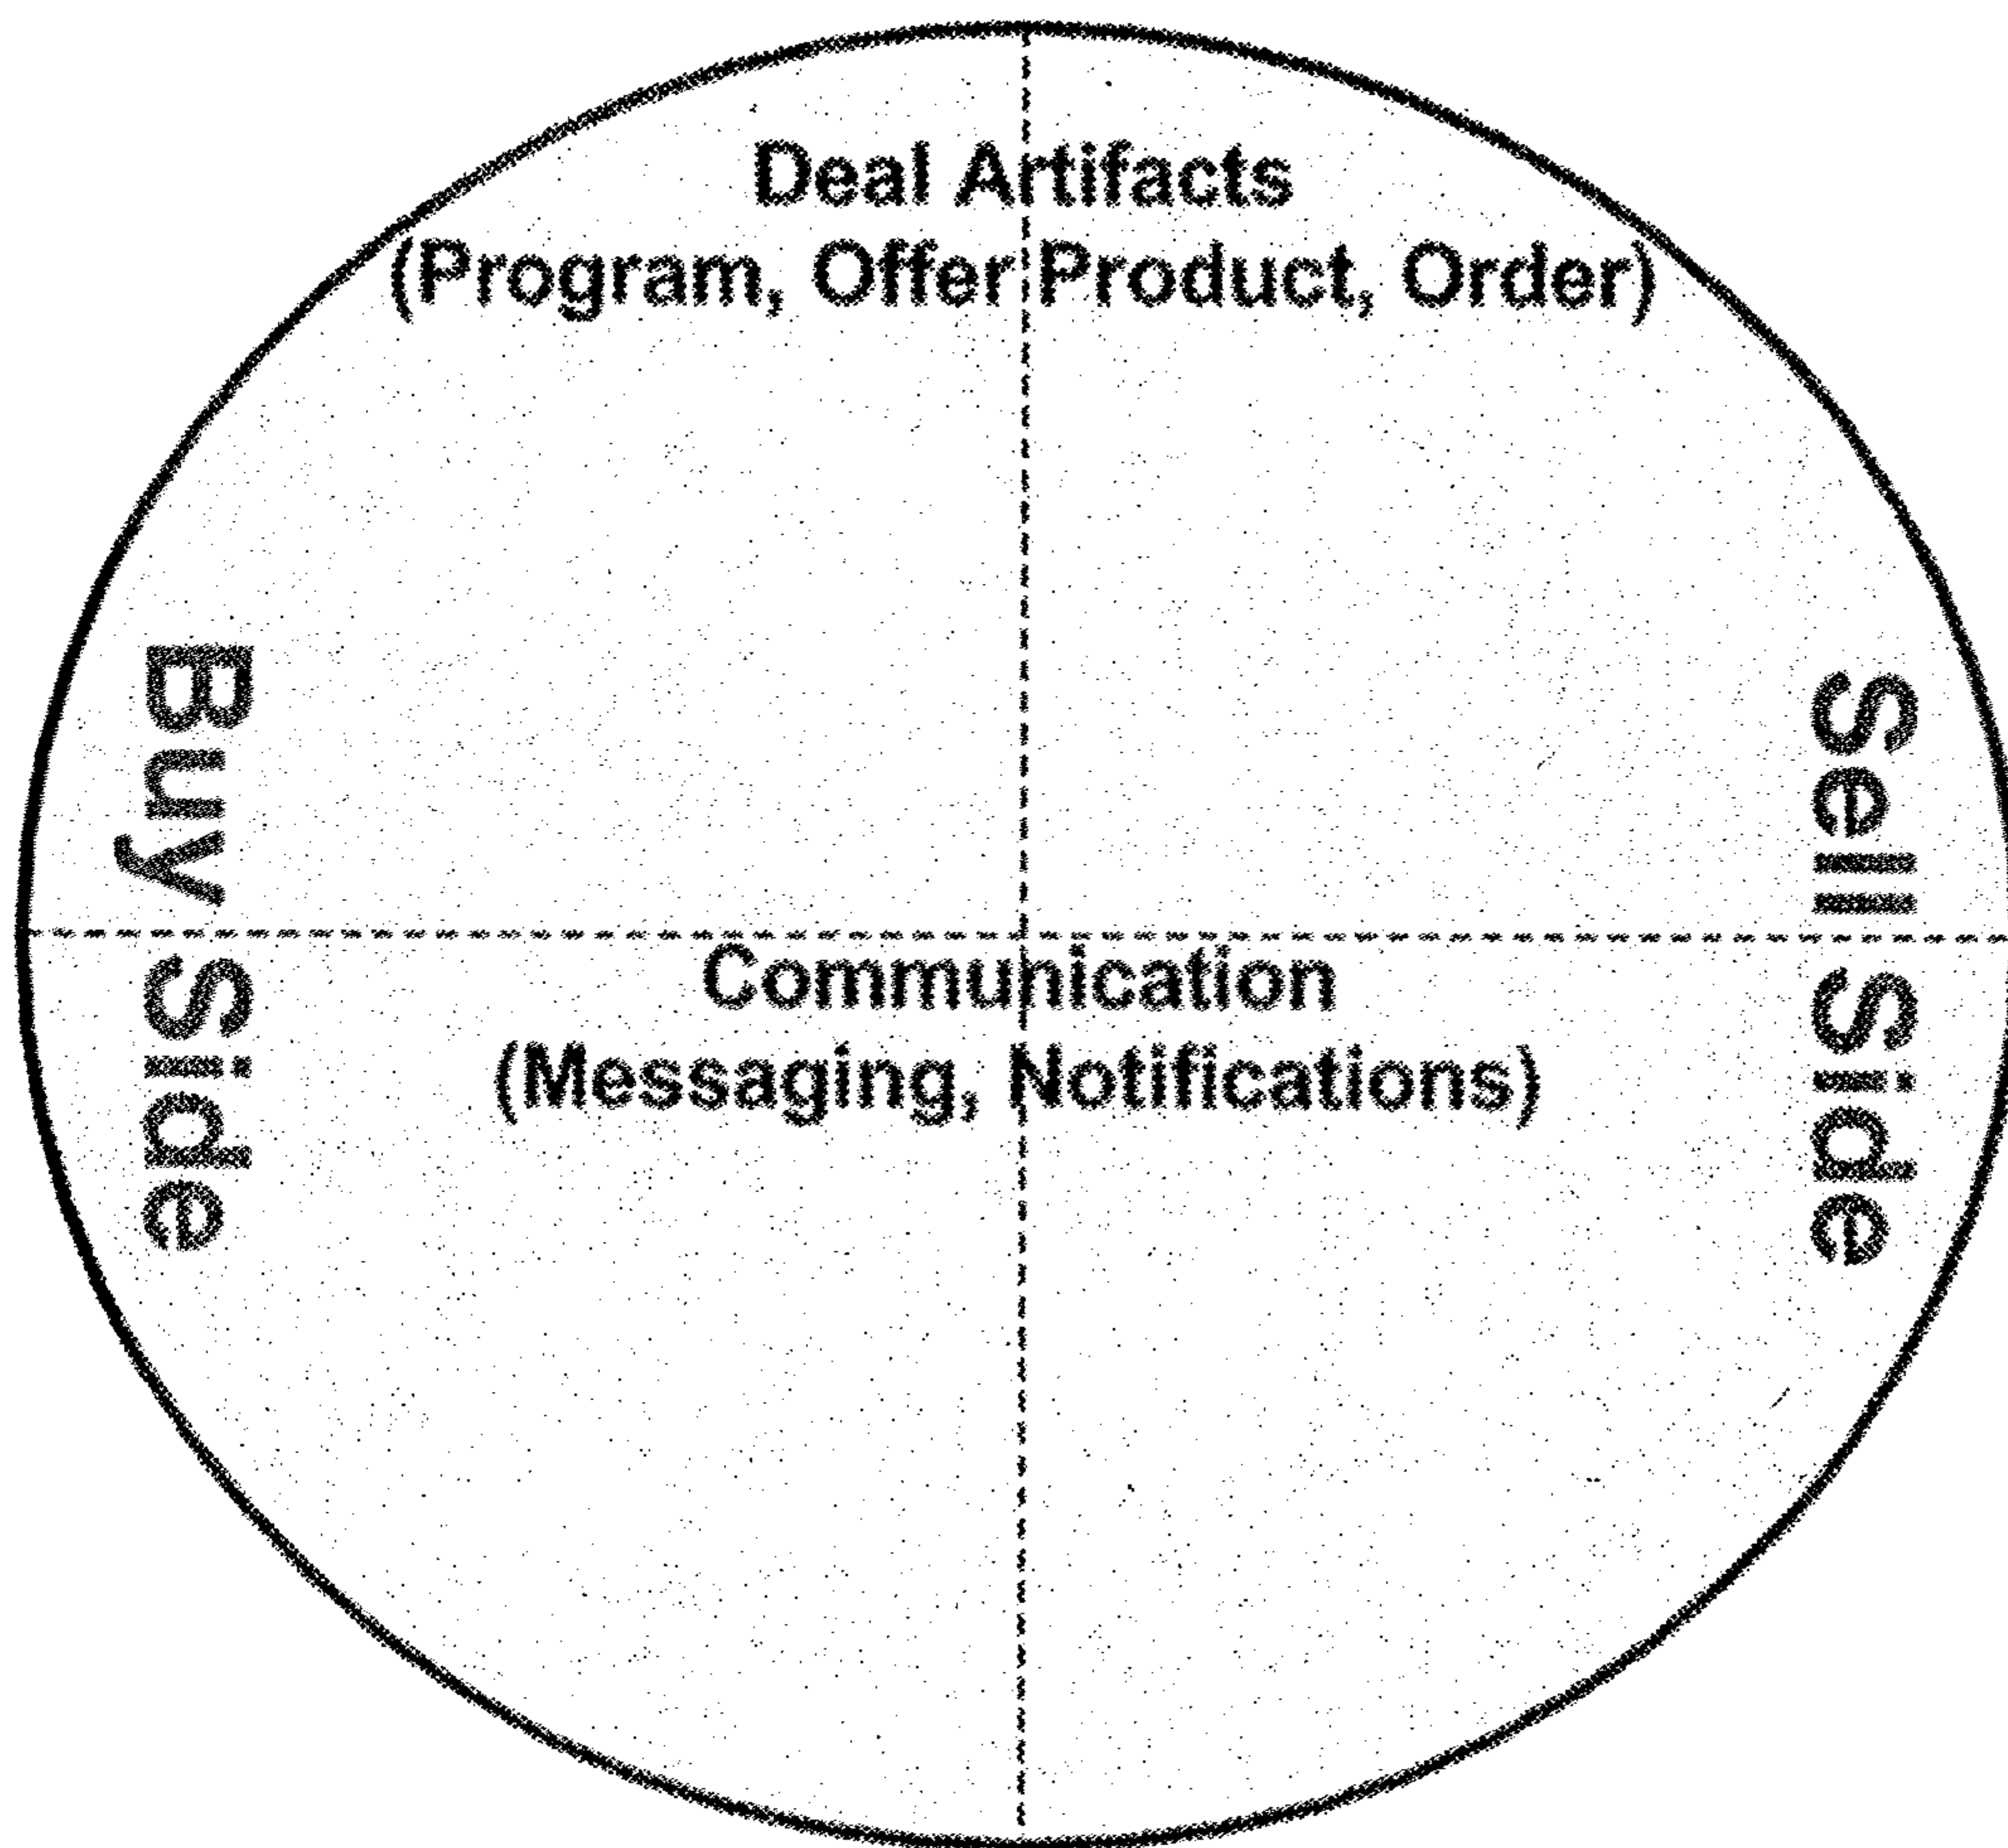 Deal Artifacts
(Program, Offer Product, Order)
Buy Side
Sell Side
Communication
(Messaging, Notifications)